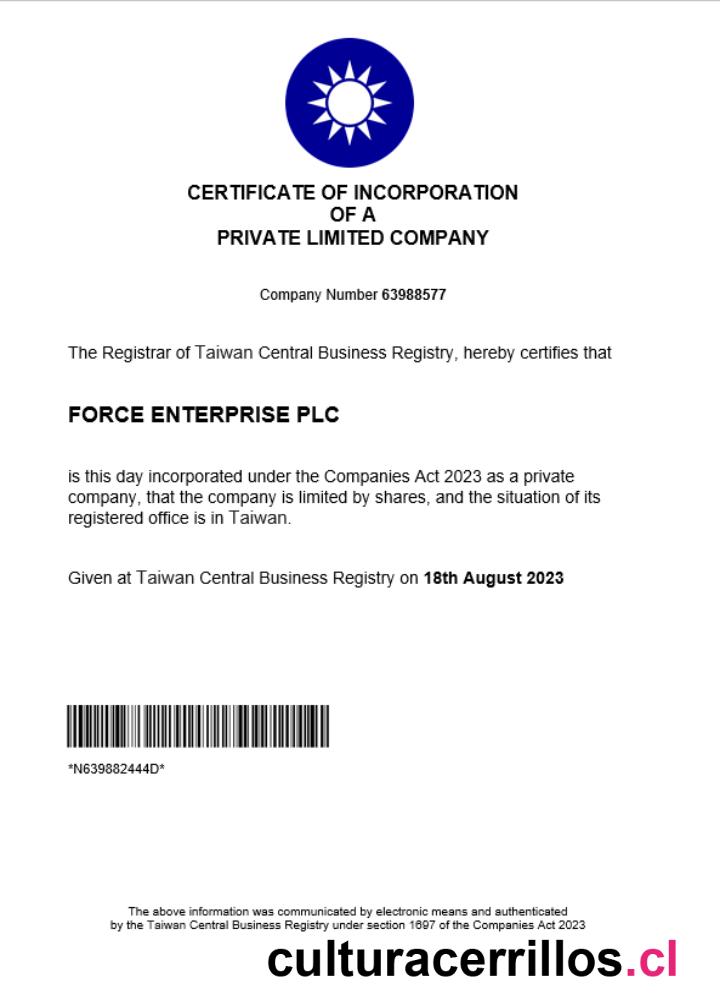 CERTIFICATE OF INCORPORATION
OF A
PRIVATE LIMITED COMPANY
Company Number 63988577
The Registrar of Taiwan Central Business Registry, hereby certifies that
FORCE ENTERPRISE PLC
is this day incorporated under the Companies Act 2023 as a private
company, that the company is limited by shares, and the situation of its
registered office is in Taiwan.
Given at Taiwan Central Business Registry on 18th August 2023
*N639882444D*
The above information was communicated by electronic means and authenticated
by the Taiwan Central Business Registry under section 1697 of the Companies Act 2023
culturacerrillos.cl